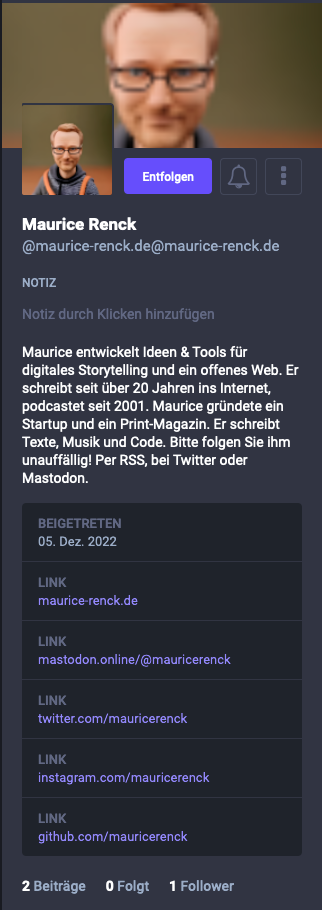 Entfolgen
Maurice Renck
@maurice-renck.de@maurice-renck.de
NOTIZ
Notiz durch Klicken hinzufügen
Maurice entwickelt Ideen & Tools für
digitales Storytelling und ein offenes Web. Er
schreibt seit über 20 Jahren ins Internet,
podcastet seit 2001. Maurice gründete ein
Startup und ein Print-Magazin. Er schreibt
Texte, Musik und Code. Bitte folgen Sie ihm
unauffällig! Per RSS, bei Twitter oder
Mastodon.
BEIGETRETEN
05. Dez. 2022
LINK
maurice-renck.de
LINK
mastodon.online/@mauricerenck
LINK
twitter.com/mauricerenck
LINK
instagram.com/mauricerenck
LINK
github.com/mauricerenck
2 Beiträge 0 Folgt 1 Follower